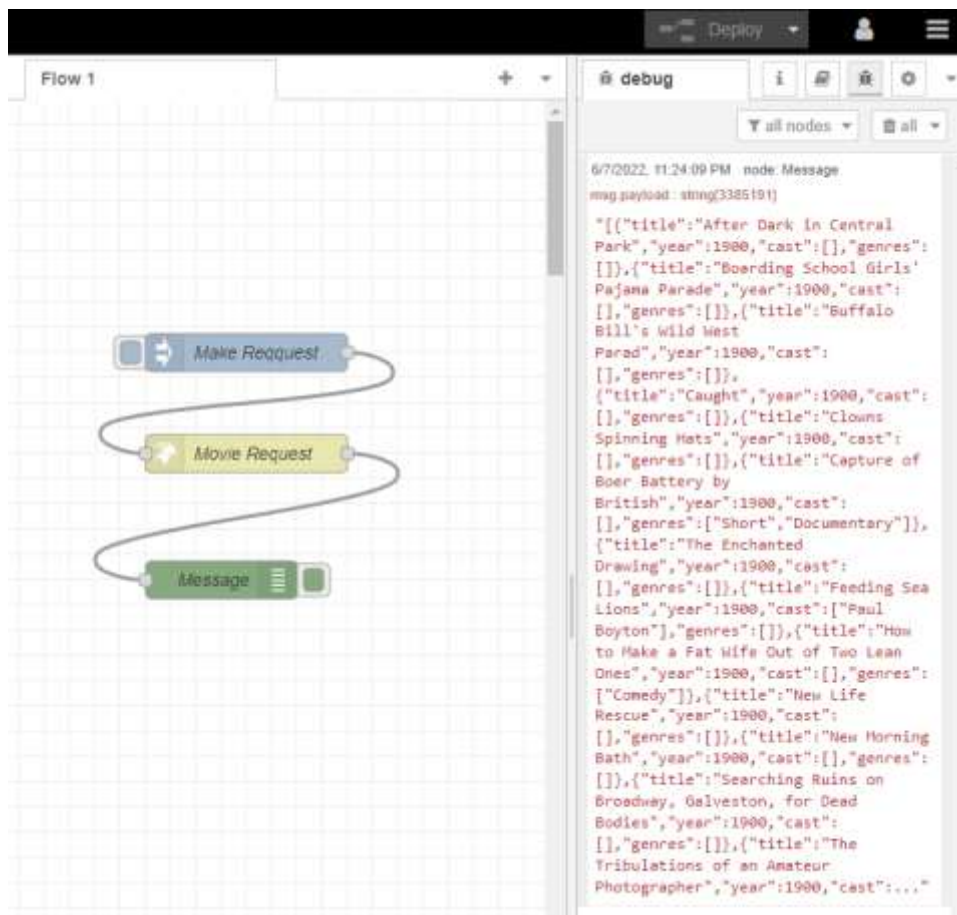 Deploy
Flow 1
debug
i
all nodes
all
6/7/2022, 11:24:09 PM node: Message
msg.payload : string[3385191]
"[{"title":"After Dark in Central
Park","year":1900,"cast":[],"genres":
[]},{"title":"Boarding School Girls'
Pajama Parade","year":1900,"cast":
[],"genres":[]},{"title":"Buffalo
Bill's Wild West
Parad","year":1900,"cast":
[],"genres":[]},
{"title":"Caught","year":1900,"cast":
[],"genres":[]},{"title":"Clowns
Spinning Hats","year":1900,"cast":
[],"genres":[]},{"title":"Capture of
Boer Battery by
British","year":1900,"cast":
[],"genres":["Short","Documentary"]},
{"title":"The Enchanted
Drawing","year":1900,"cast":
[],"genres":[]},{"title":"Feeding Sea
Lions","year":1900,"cast":["Paul
Boyton"],"genres":[]},{"title":"How
to Make a Fat Wife Out of Two Lean
Ones","year":1900,"cast":[],"genres":
["Comedy"]},{"title":"New Life
Rescue","year":1900,"cast":
[],"genres":[]},{"title":"New Morning
Bath","year":1900,"cast":[],"genres":
[]},{"title":"Searching Ruins on
Broadway, Galveston, for Dead
Bodies","year":1900,"cast":
[],"genres":[]},{"title":"The
Tribulations of an Amateur
Photographer","year":1900,"cast":..."
Make Reqquest
Movie Request
Message